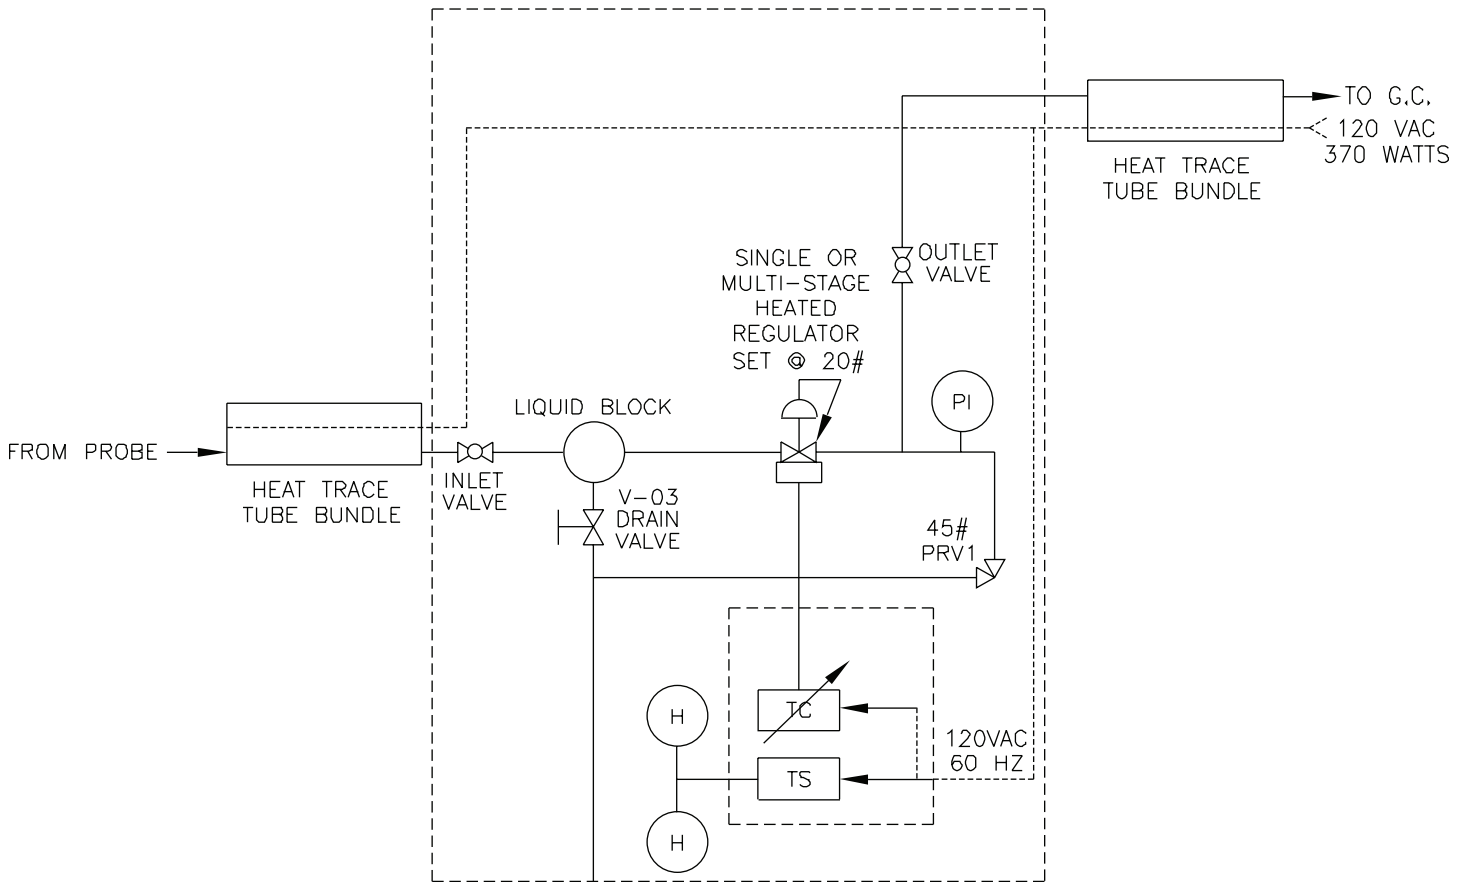 TO G.C.
120 VAC
370 WATTS
HEAT TRACE
TUBE BUNDLE
OUTLET
VALVE
SINGLE OR
MULTI-STAGE
HEATED
REGULATOR
SET @ 20#
PI
LIQUID BLOCK
FROM PROBE
HEAT TRACE
TUBE BUNDLE
INLET
VALVE
V-03
DRAIN
VALVE
45#
PRV1
TC
H
120VAC
60 HZ
TS
H